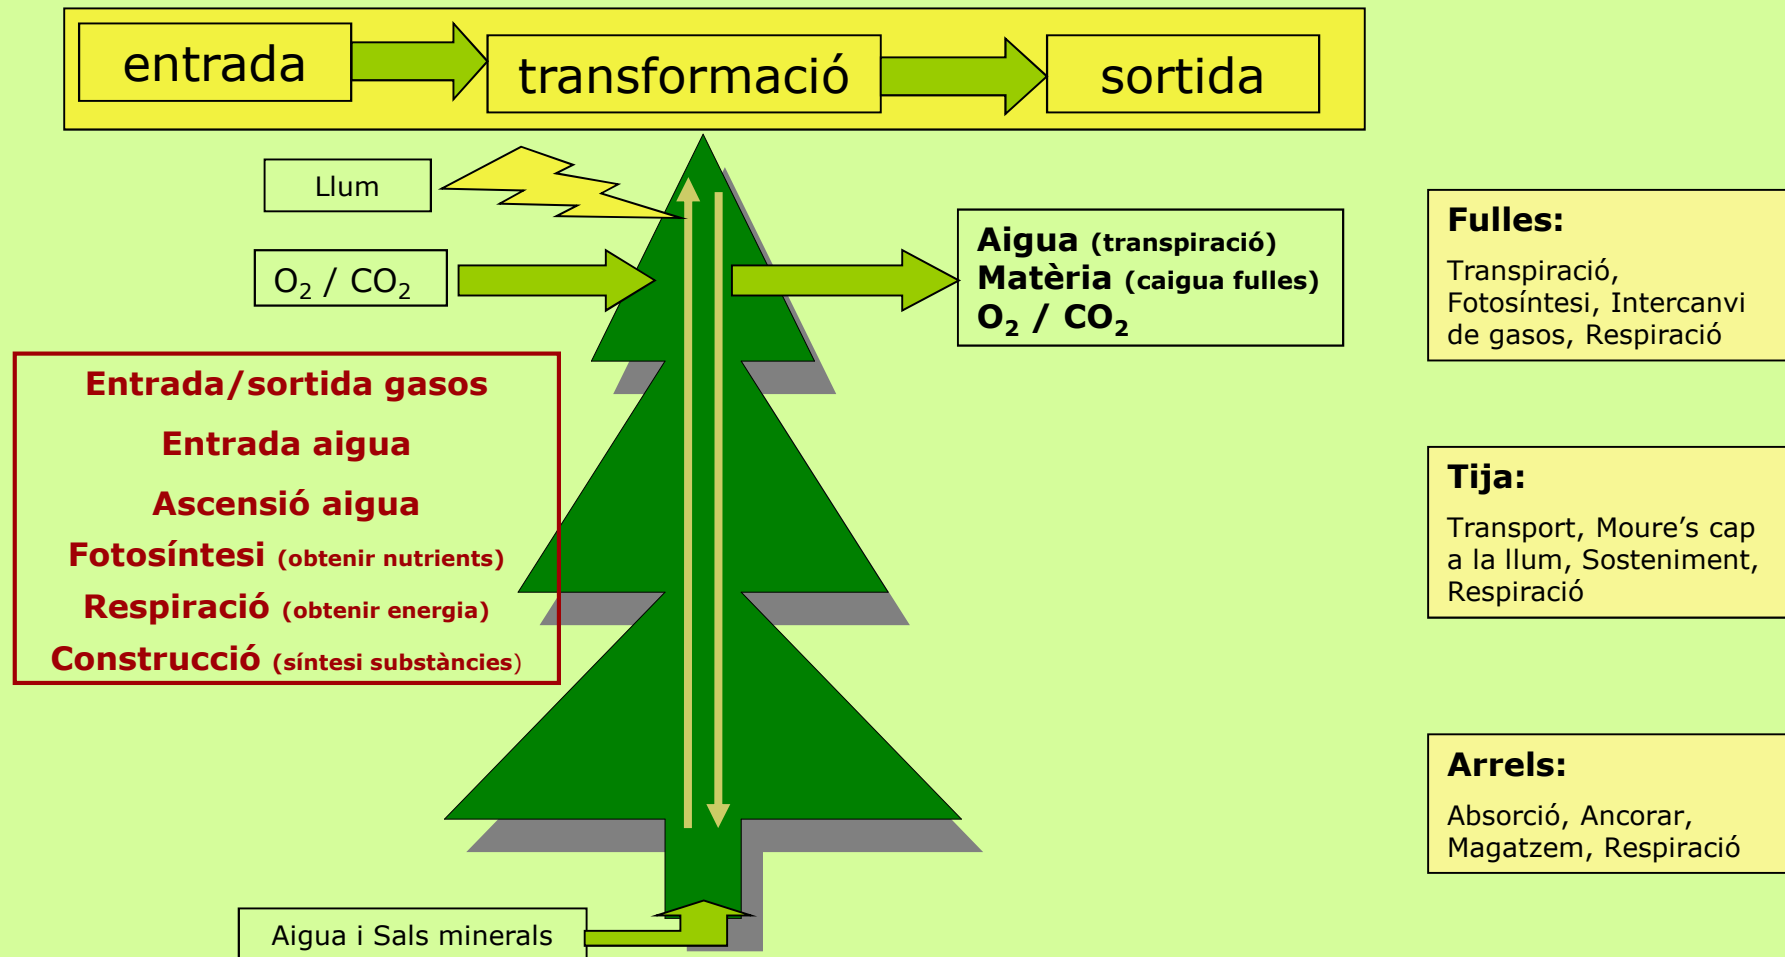 entrada
transformació
sortida
Llum
O₂ / CO₂
Aigua (transpiració)
Matèria (caigua fulles)
O₂ / CO₂
Entrada/sortida gasos
Entrada aigua
Ascensió aigua
Fotosíntesi (obtenir nutrients)
Respiració (obtenir energia)
Construcció (síntesi substàncies)
Aigua i Sals minerals
Fulles:
Transpiració,
Fotosíntesi, Intercanvi
de gasos, Respiració
Tija:
Transport, Moure’s cap
a la llum, Sosteniment,
Respiració
Arrels:
Absorció, Ancorar,
Magatzem, Respiració